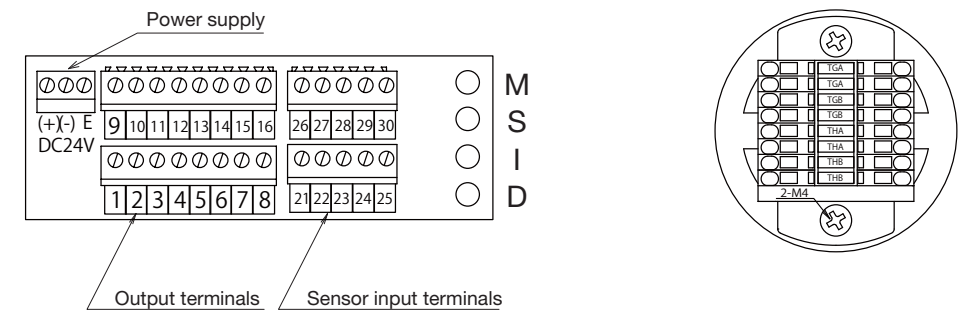 Power supply
M
(+)(-) E
9 10 11 12 13 14 15 16
26 27 28 29 30
S
DC24V
I
1 2 3 4 5 6 7 8
21 22 23 24 25
D
Output terminals
Sensor input terminals
TGA
TGA
TGB
TGB
THA
THA
THB
THB
2-M4